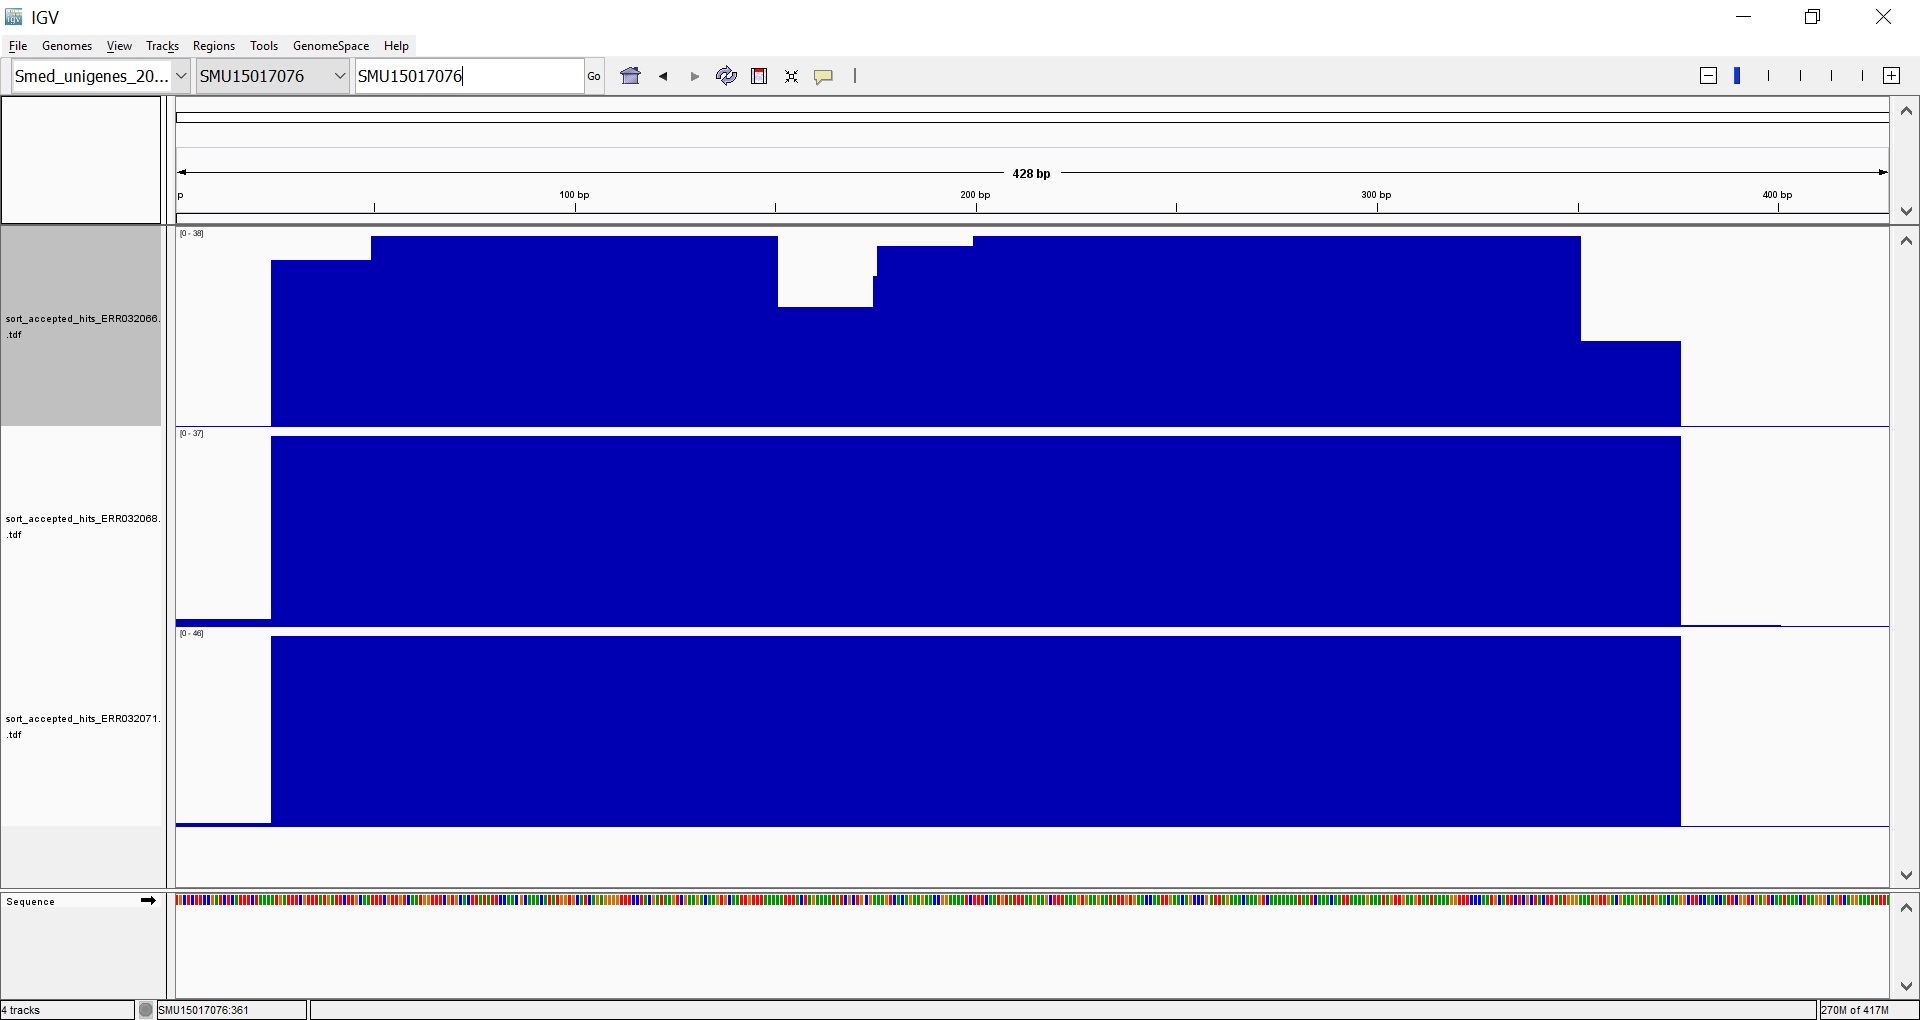 IGV
File Genomes View Tracks Regions Tools GenomeSpace Help
Smed_unigenes_20... SMU15017076 SMU15017076 Go
428 bp
p 100 bp 200 bp 300 bp 400 bp
[0 - 38]
sort_accepted_hits_ERR032066.
.tdf
[0 - 37]
sort_accepted_hits_ERR032068.
.tdf
[0 - 46]
sort_accepted_hits_ERR032071.
.tdf
Sequence
4 tracks SMU15017076:361 270M of 417M